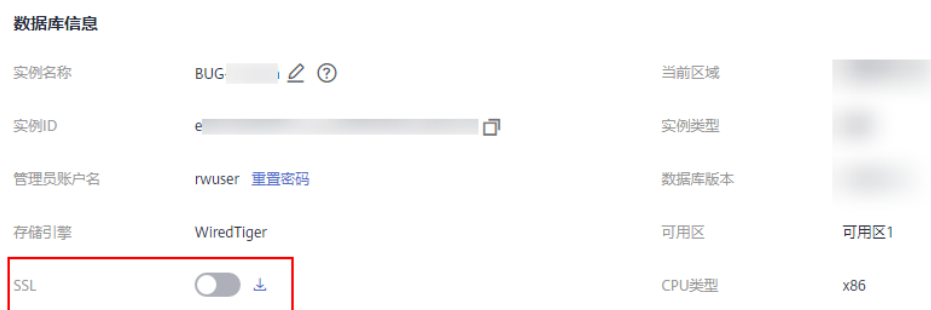 数据库信息
实例名称 BUG- 当前区域
实例ID e 实例类型
管理员账户名 rwuser 重置密码 数据库版本
存储引擎 WiredTiger 可用区 可用区1
SSL CPU类型 x86